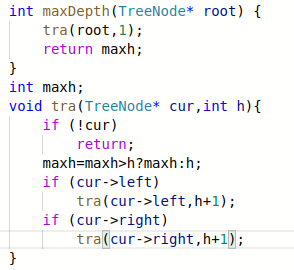 int maxDepth(TreeNode* root) {
    tra(root,1);
    return maxh;
}
int maxh;
void tra(TreeNode* cur,int h){
    if (!cur)
        return;
    maxh=maxh>h?maxh:h;
    if (cur->left)
        tra(cur->left,h+1);
    if (cur->right)
        tra(cur->right,h+1);
}